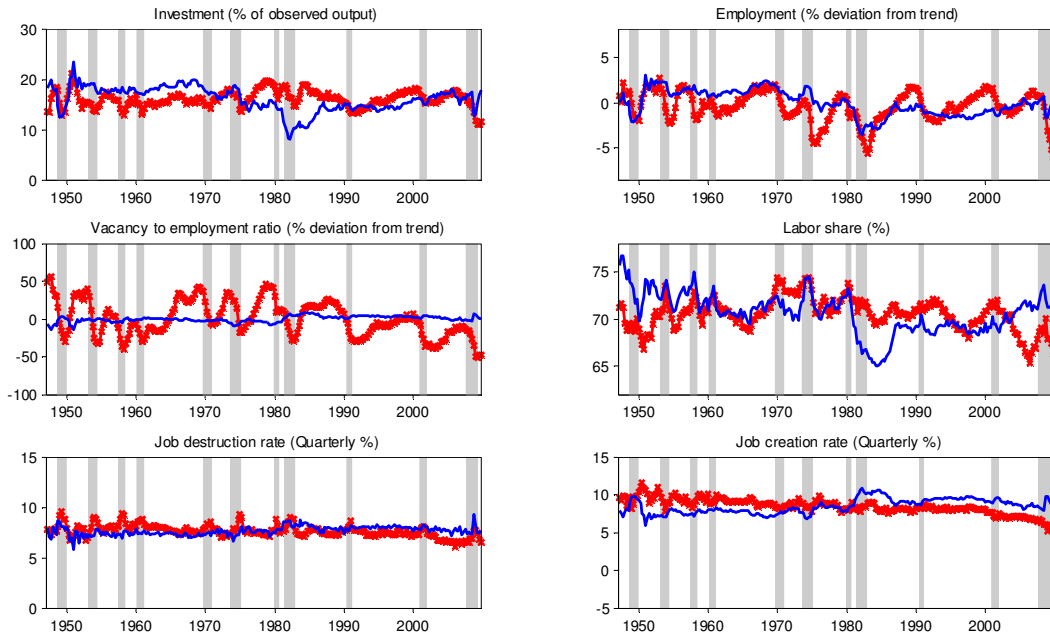 Investment (% of observed output)
30
20
10
0
1950 1960 1970 1980 1990 2000
Employment (% deviation from trend)
5
0
-5
1950 1960 1970 1980 1990 2000
Vacancy to employment ratio (% deviation from trend)
100
50
0
-50
-100
1950 1960 1970 1980 1990 2000
Labor share (%)
75
70
65
1950 1960 1970 1980 1990 2000
Job destruction rate (Quarterly %)
15
10
5
0
1950 1960 1970 1980 1990 2000
Job creation rate (Quarterly %)
15
10
5
0
-5
1950 1960 1970 1980 1990 2000